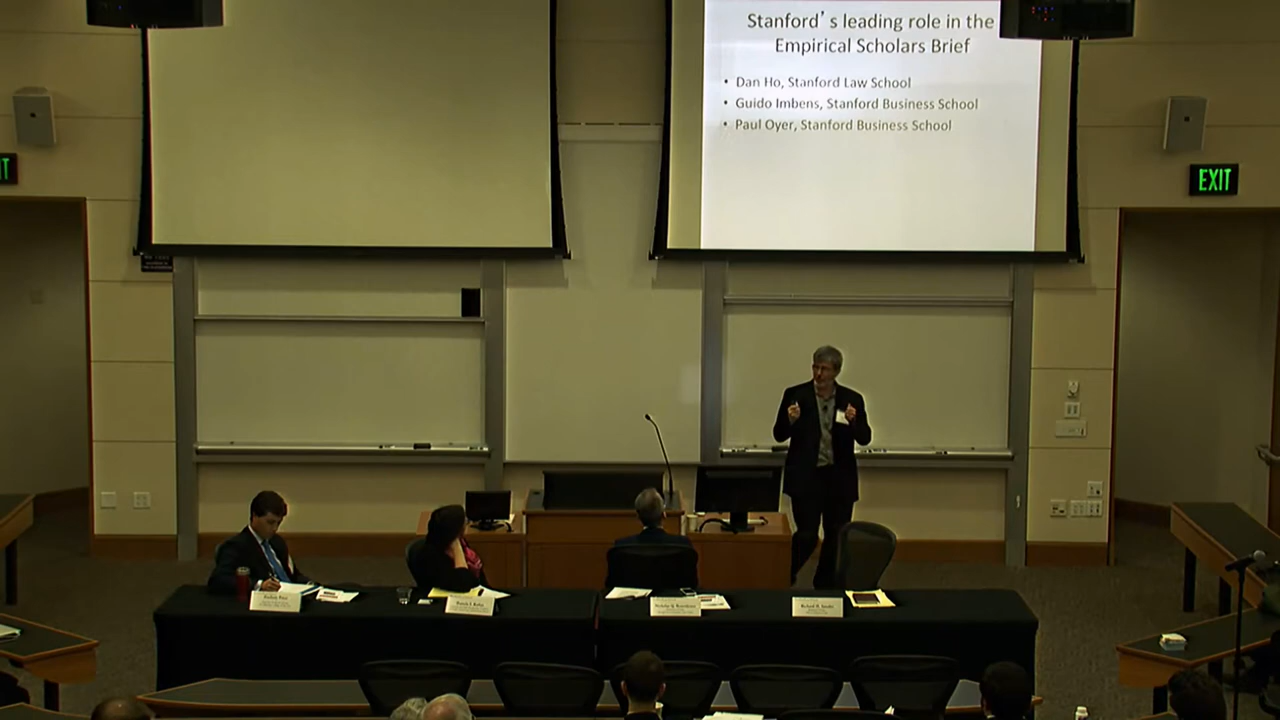 Stanford's leading role in the
Empirical Scholars Brief
• Dan Ho, Stanford Law School
• Guido Imbens, Stanford Business School
• Paul Oyer, Stanford Business School
EXIT
IT